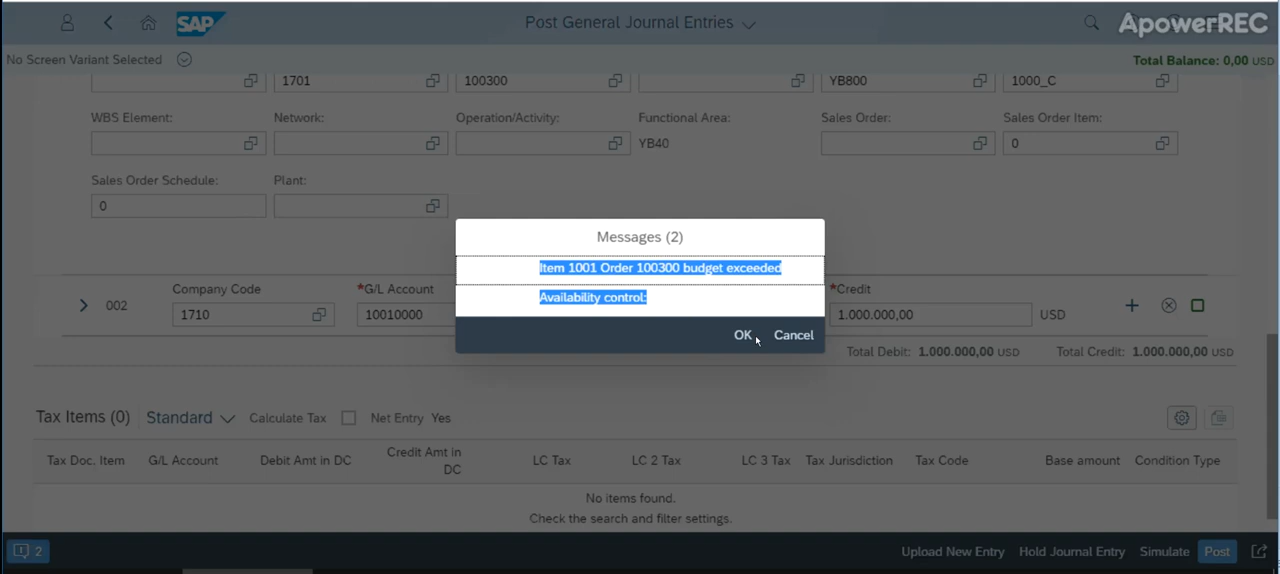 SAP
Post General Journal Entries
ApowerREC
No Screen Variant Selected
Total Balance: 0,00 USD
1701
100300
YB800
1000_C
WBS Element:
Network:
Operation/Activity:
Functional Area:
Sales Order:
Sales Order Item:
YB40
0
Sales Order Schedule:
Plant:
0
Messages (2)
Item 1001 Order 100300 budget exceeded
Availability control:
OK
Cancel
002
Company Code
*G/L Account
*Credit
1710
10010000
1.000.000,00
USD
Total Debit: 1.000.000,00 USD
Total Credit: 1.000.000,00 USD
Tax Items (0)
Standard
Calculate Tax
Net Entry Yes
Tax Doc. Item
G/L Account
Debit Amt in DC
Credit Amt in
DC
LC Tax
LC 2 Tax
LC 3 Tax
Tax Jurisdiction
Tax Code
Base amount
Condition Type
No items found.
Check the search and filter settings.
2
Upload New Entry
Hold Journal Entry
Simulate
Post